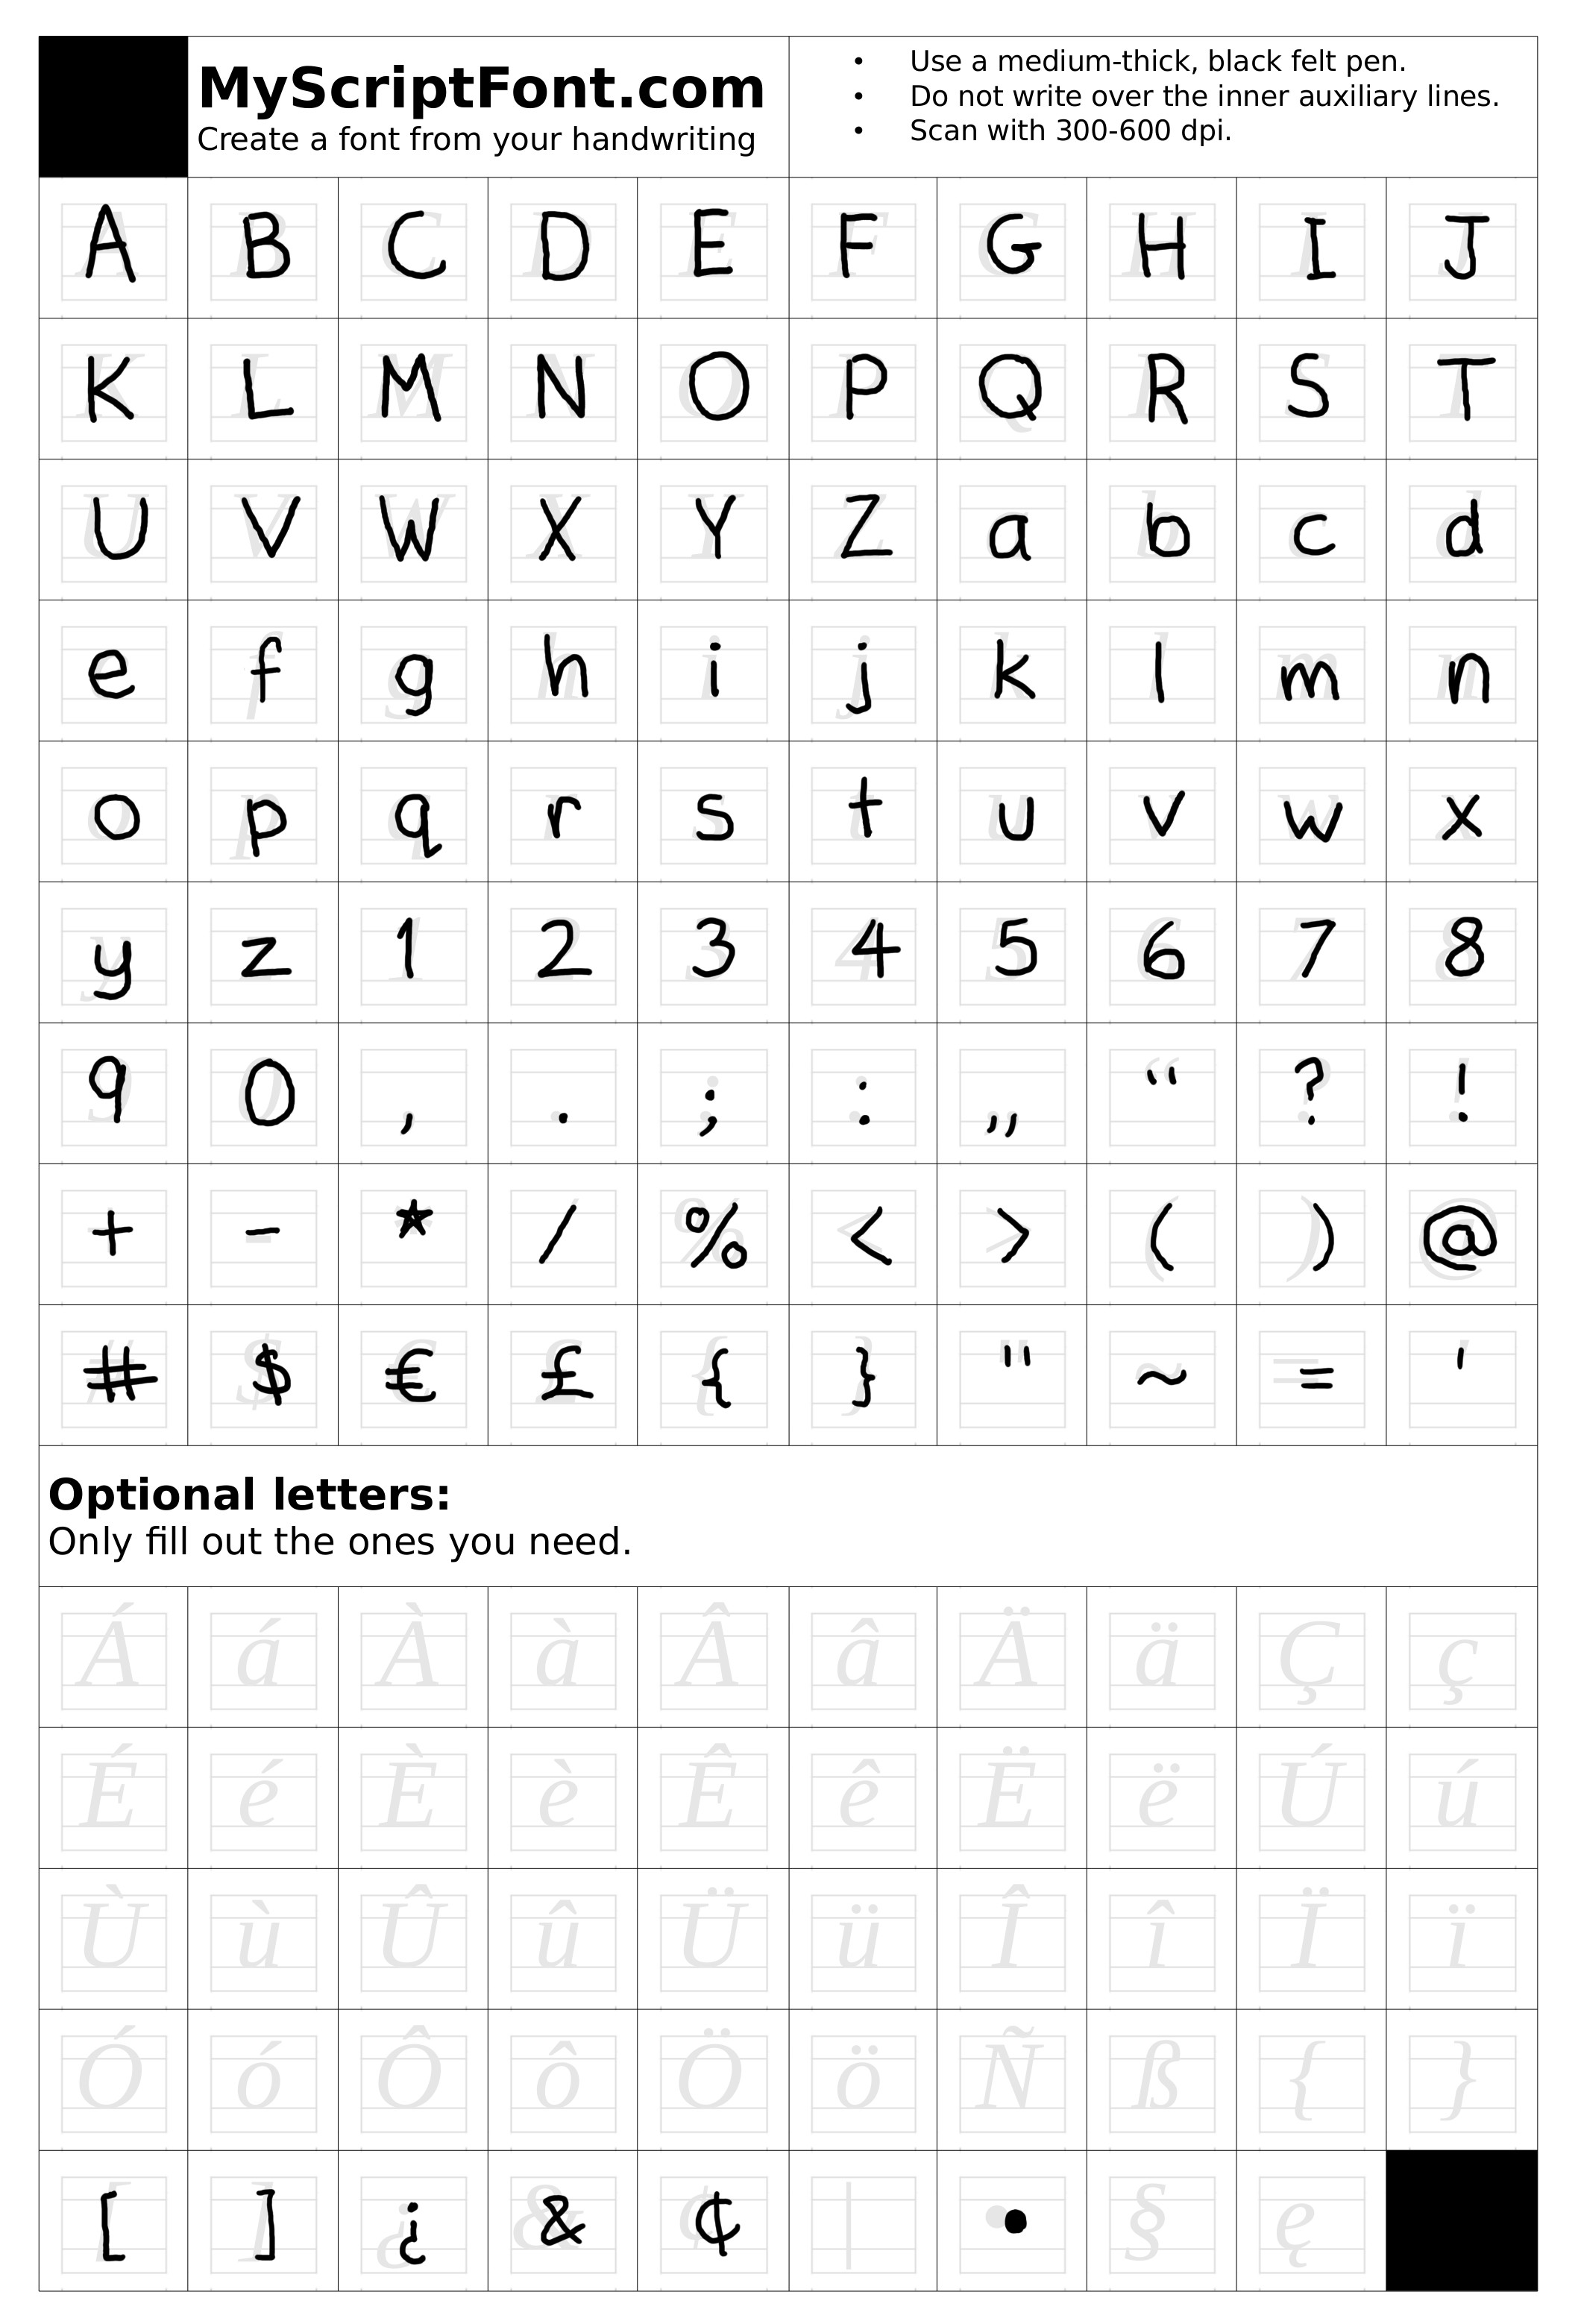 MyScriptFont.com
Create a font from your handwriting
• Use a medium-thick, black felt pen.
• Do not write over the inner auxiliary lines.
• Scan with 300-600 dpi.
A B C D E F G H I J
K L M N O P Q R S T
U V W X Y Z a b c d
e f g h i j k l m n
o p q r s t u v w x
y z 1 2 3 4 5 6 7 8
9 0 , . ; : „ “ ? !
+ - * / % < > ( ) @
# $ € £ { } " ~ = '
Optional letters:
Only fill out the ones you need.
Á á À à Â â Ä ä Ç ç
É é È è Ê ê Ë ë Ú ú
Ù ù Û û Ü ü Î î Ï ï
Ó ó Ô ô Ö ö Ñ ß { }
[ ] ¿ & ¢ | • § ę